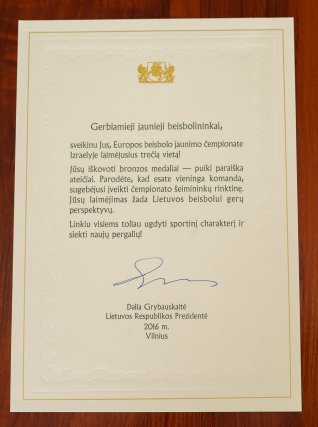 Gerbiamieji jaunieji beisbolininkai,
sveikinu Jus, Europos beisbolo jaunimo čempionate
Izraelyje laimėjusius trečią vietą!
Jūsų iškovoti bronzos medaliai — puiki paraiška
ateičiai. Parodėte, kad esate vieninga komanda,
sugebėjusi įveikti čempionato šeimininkų rinktinę.
Jūsų laimėjimas žada Lietuvos beisbolui gerų
perspektyvų.
Linkiu visiems toliau ugdyti sportinį charakterį ir
siekti naujų pergalių!
Dalia Grybauskaitė
Lietuvos Respublikos Prezidentė
2016 m.
Vilnius